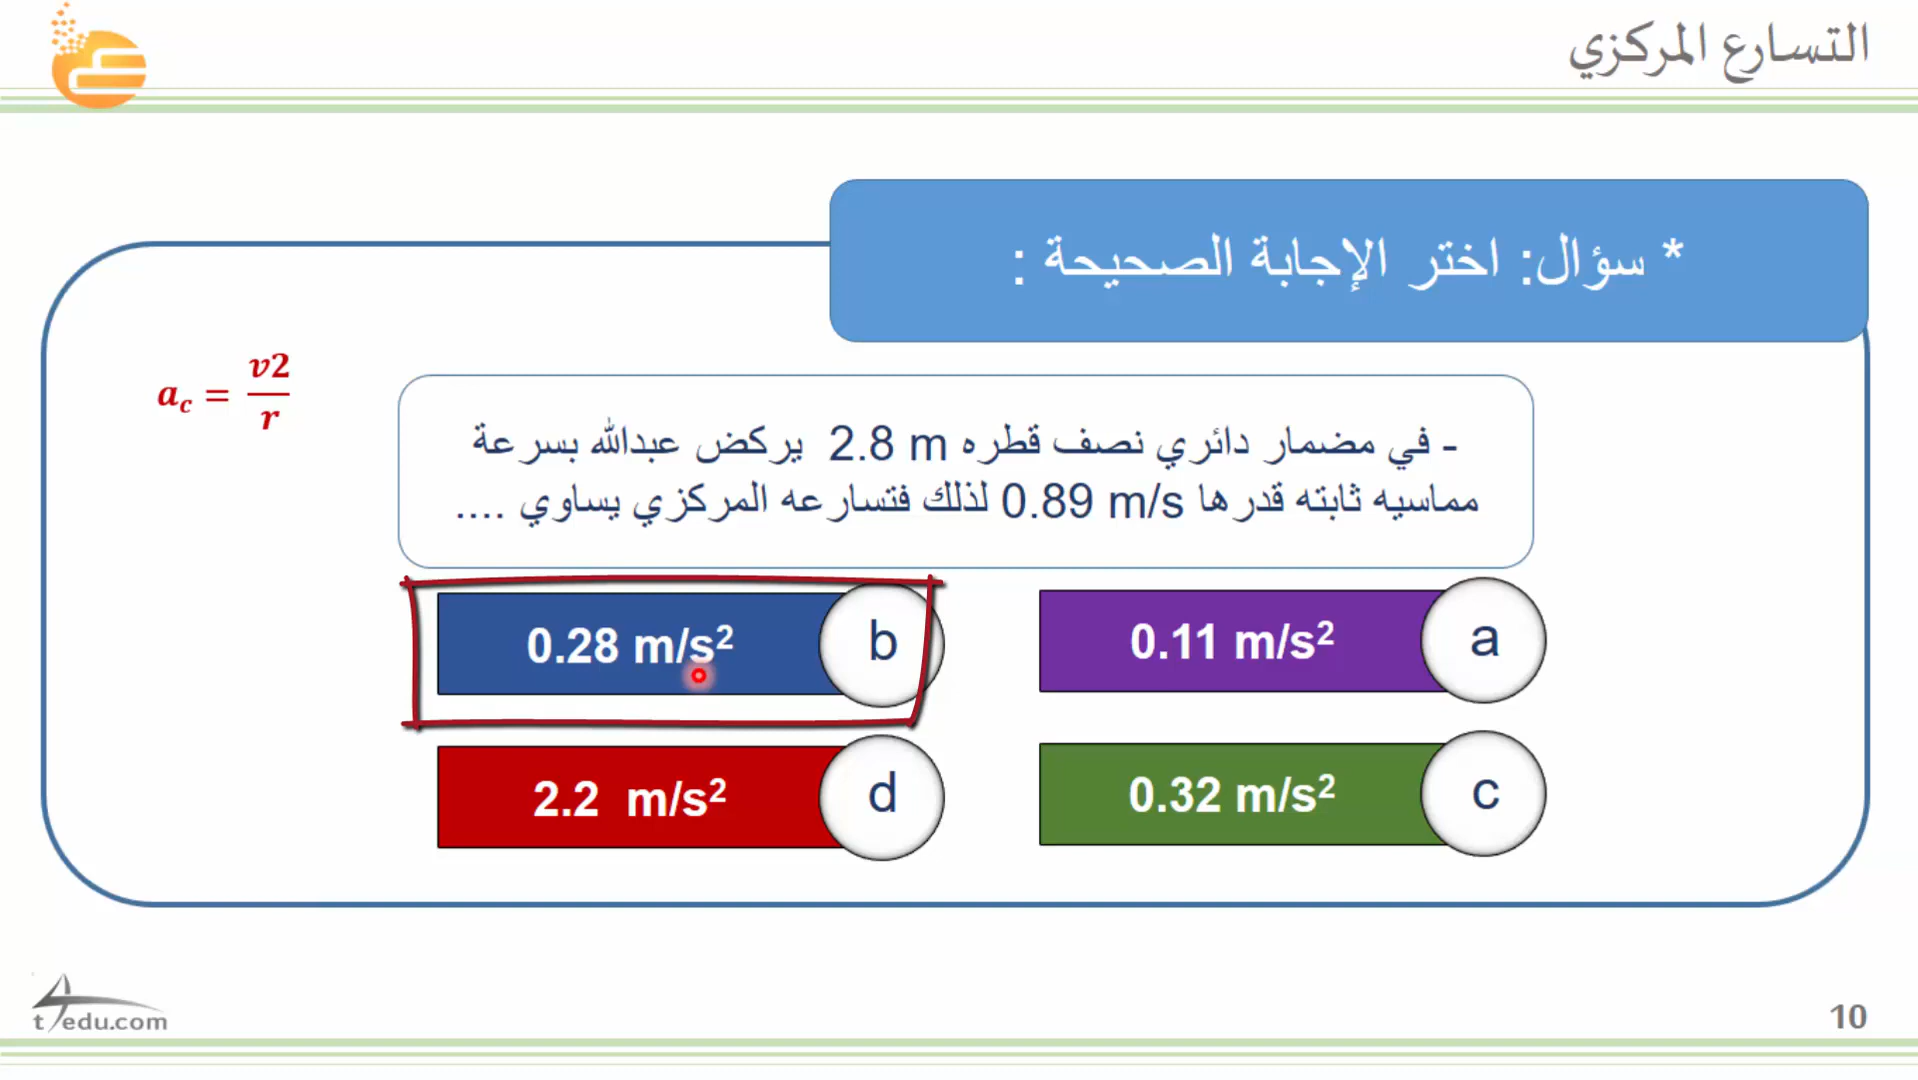 التسارع المركزي
* سؤال: اختر الإجابة الصحيحة :
a_c = v2/r
- في مضمار دائري نصف قطره 2.8 m يركض عبدالله بسرعة
مماسيه ثابته قدرها 0.89 m/s لذلك فتسارعه المركزي يساوي ....
a 0.11 m/s²
b 0.28 m/s²
c 0.32 m/s²
d 2.2 m/s²
t4edu.com
10